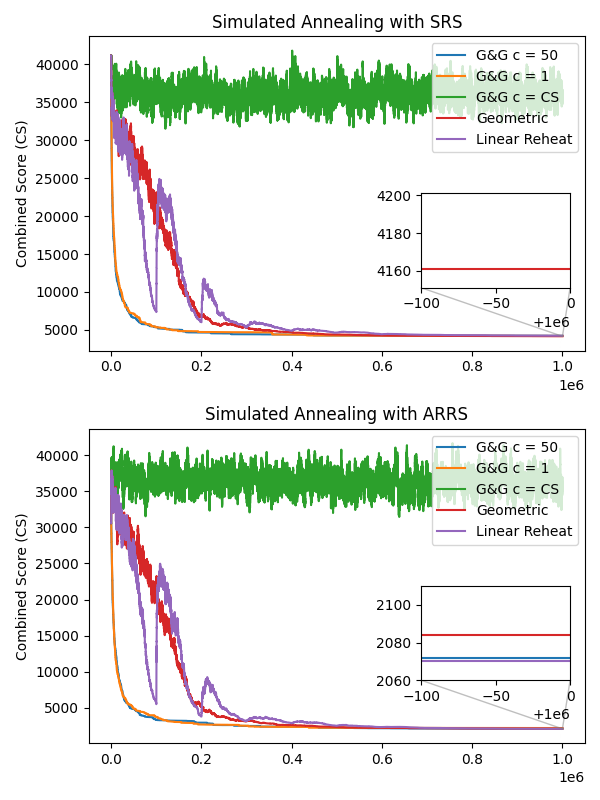 Simulated Annealing with SRS
Combined Score (CS)
40000
35000
30000
25000
20000
15000
10000
5000
G&G c = 50
G&G c = 1
G&G c = CS
Geometric
Linear Reheat
4200
4180
4160
−100 −50 0
+1e6
0.0 0.2 0.4 0.6 0.8 1.0
1e6
Simulated Annealing with ARRS
Combined Score (CS)
40000
35000
30000
25000
20000
15000
10000
5000
G&G c = 50
G&G c = 1
G&G c = CS
Geometric
Linear Reheat
2100
2080
2060
−100 −50 0
+1e6
0.0 0.2 0.4 0.6 0.8 1.0
1e6